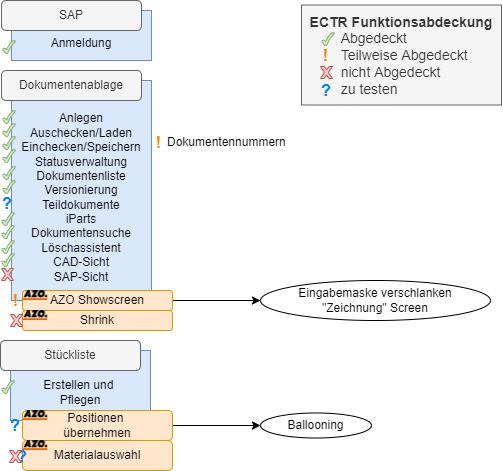 SAP
Anmeldung
Dokumentenablage
Anlegen
Auschecken/Laden
Einchecken/Speichern
Statusverwaltung
Dokumentenliste
Versionierung
Teildokumente
iParts
Dokumentensuche
Löschassistent
CAD-Sicht
SAP-Sicht
! Dokumentennummern
! AZO. AZO Showscreen
AZO. Shrink
Eingabemaske verschlanken
"Zeichnung" Screen
Stückliste
Erstellen und
Pflegen
? AZO. Positionen
übernehmen
? AZO. Materialauswahl
Ballooning
ECTR Funktionsabdeckung
Abgedeckt
! Teilweise Abgedeckt
nicht Abgedeckt
? zu testen